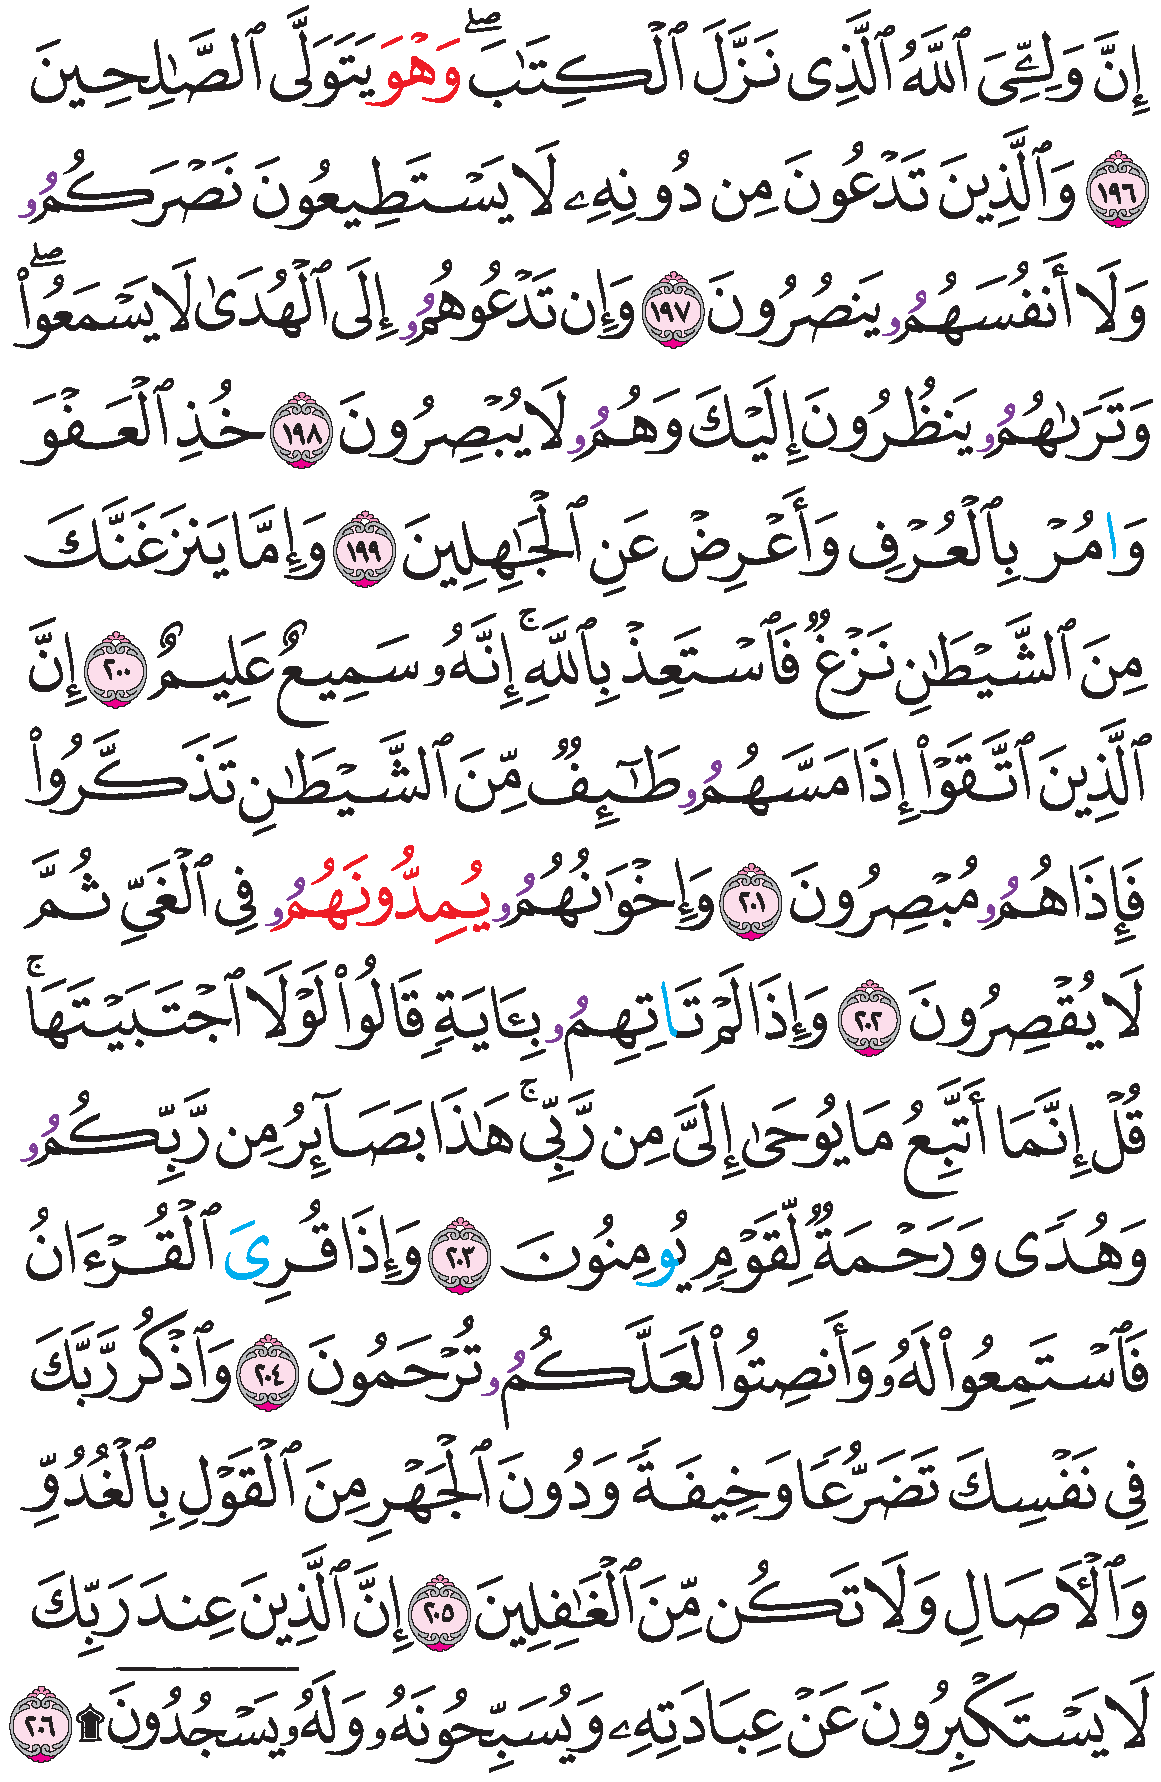 إِنَّ وَلِـِّۧيَ ٱللَّهُ ٱلَّذِي نَزَّلَ ٱلْكِتَٰبَۖ وَهْوَ يَتَوَلَّى ٱلصَّٰلِحِينَ
١٩٦ وَٱلَّذِينَ تَدْعُونَ مِن دُونِهِۦ لَا يَسْتَطِيعُونَ نَصْرَكُمُۥ
وَلَا أَنفُسَهُمُۥ يَنصُرُونَ ١٩٧ وَإِن تَدْعُوهُمُۥ إِلَى ٱلْهُدَىٰ لَا يَسْمَعُواْۖ
وَتَرَىٰهُمُۥ يَنظُرُونَ إِلَيْكَ وَهُمُۥ لَا يُبْصِرُونَ ١٩٨ خُذِ ٱلْعَفْوَ
وَامُرْ بِٱلْعُرْفِ وَأَعْرِضْ عَنِ ٱلْجَٰهِلِينَ ١٩٩ وَإِمَّا يَنزَغَنَّكَ
مِنَ ٱلشَّيْطَٰنِ نَزْغٌ فَٱسْتَعِذْ بِٱللَّهِۚ إِنَّهُۥ سَمِيعٌ عَلِيمٌ ٢٠٠ إِنَّ
ٱلَّذِينَ ٱتَّقَوْاْ إِذَا مَسَّهُمُۥ طَٰٓئِفٌ مِّنَ ٱلشَّيْطَٰنِ تَذَكَّرُواْ
فَإِذَا هُمُۥ مُبْصِرُونَ ٢٠١ وَإِخْوَٰنُهُمُۥ يُمِدُّونَهُمُۥ فِي ٱلْغَيِّ ثُمَّ
لَا يُقْصِرُونَ ٢٠٢ وَإِذَا لَمْ تَاتِهِمُۥ بِـَٔايَةٍ قَالُواْ لَوْلَا ٱجْتَبَيْتَهَاۚ
قُلْ إِنَّمَا أَتَّبِعُ مَا يُوحَىٰ إِلَيَّ مِن رَّبِّيۚ هَٰذَا بَصَآئِرُ مِن رَّبِّكُمُۥ
وَهُدًى وَرَحْمَةٌ لِّقَوْمٍ يُومِنُونَ ٢٠٣ وَإِذَا قُرِيَ ٱلْقُرْءَانُ
فَٱسْتَمِعُواْ لَهُۥ وَأَنصِتُواْ لَعَلَّكُمُۥ تُرْحَمُونَ ٢٠٤ وَٱذْكُر رَّبَّكَ
فِي نَفْسِكَ تَضَرُّعًا وَخِيفَةً وَدُونَ ٱلْجَهْرِ مِنَ ٱلْقَوْلِ بِٱلْغُدُوِّ
وَٱلْأٓصَالِ وَلَا تَكُن مِّنَ ٱلْغَٰفِلِينَ ٢٠٥ إِنَّ ٱلَّذِينَ عِندَ رَبِّكَ
لَا يَسْتَكْبِرُونَ عَنْ عِبَادَتِهِۦ وَيُسَبِّحُونَهُۥ وَلَهُۥ يَسْجُدُونَ ۩ ٢٠٦